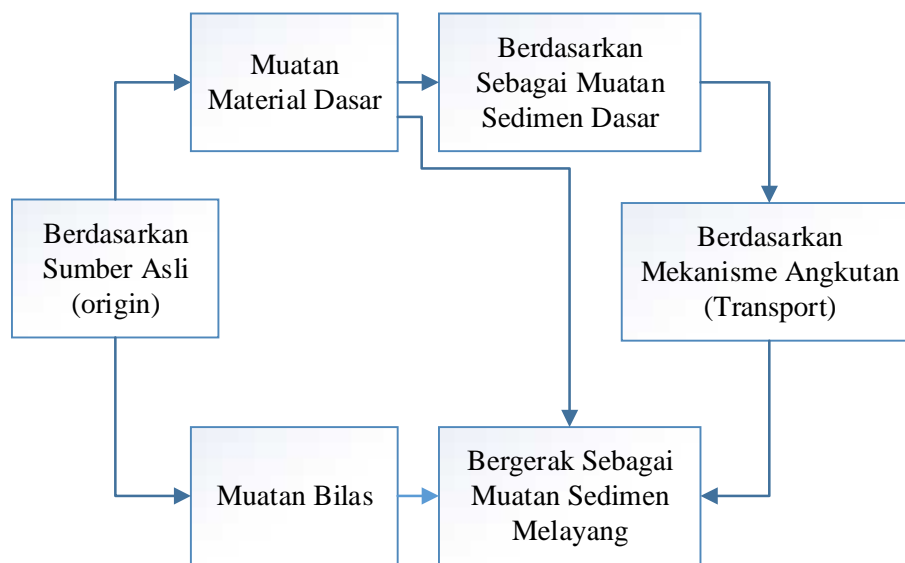 Muatan
Material Dasar
Berdasarkan
Sebagai Muatan
Sedimen Dasar
Berdasarkan
Sumber Asli
(origin)
Berdasarkan
Mekanisme Angkutan
(Transport)
Muatan Bilas
Bergerak Sebagai
Muatan Sedimen
Melayang